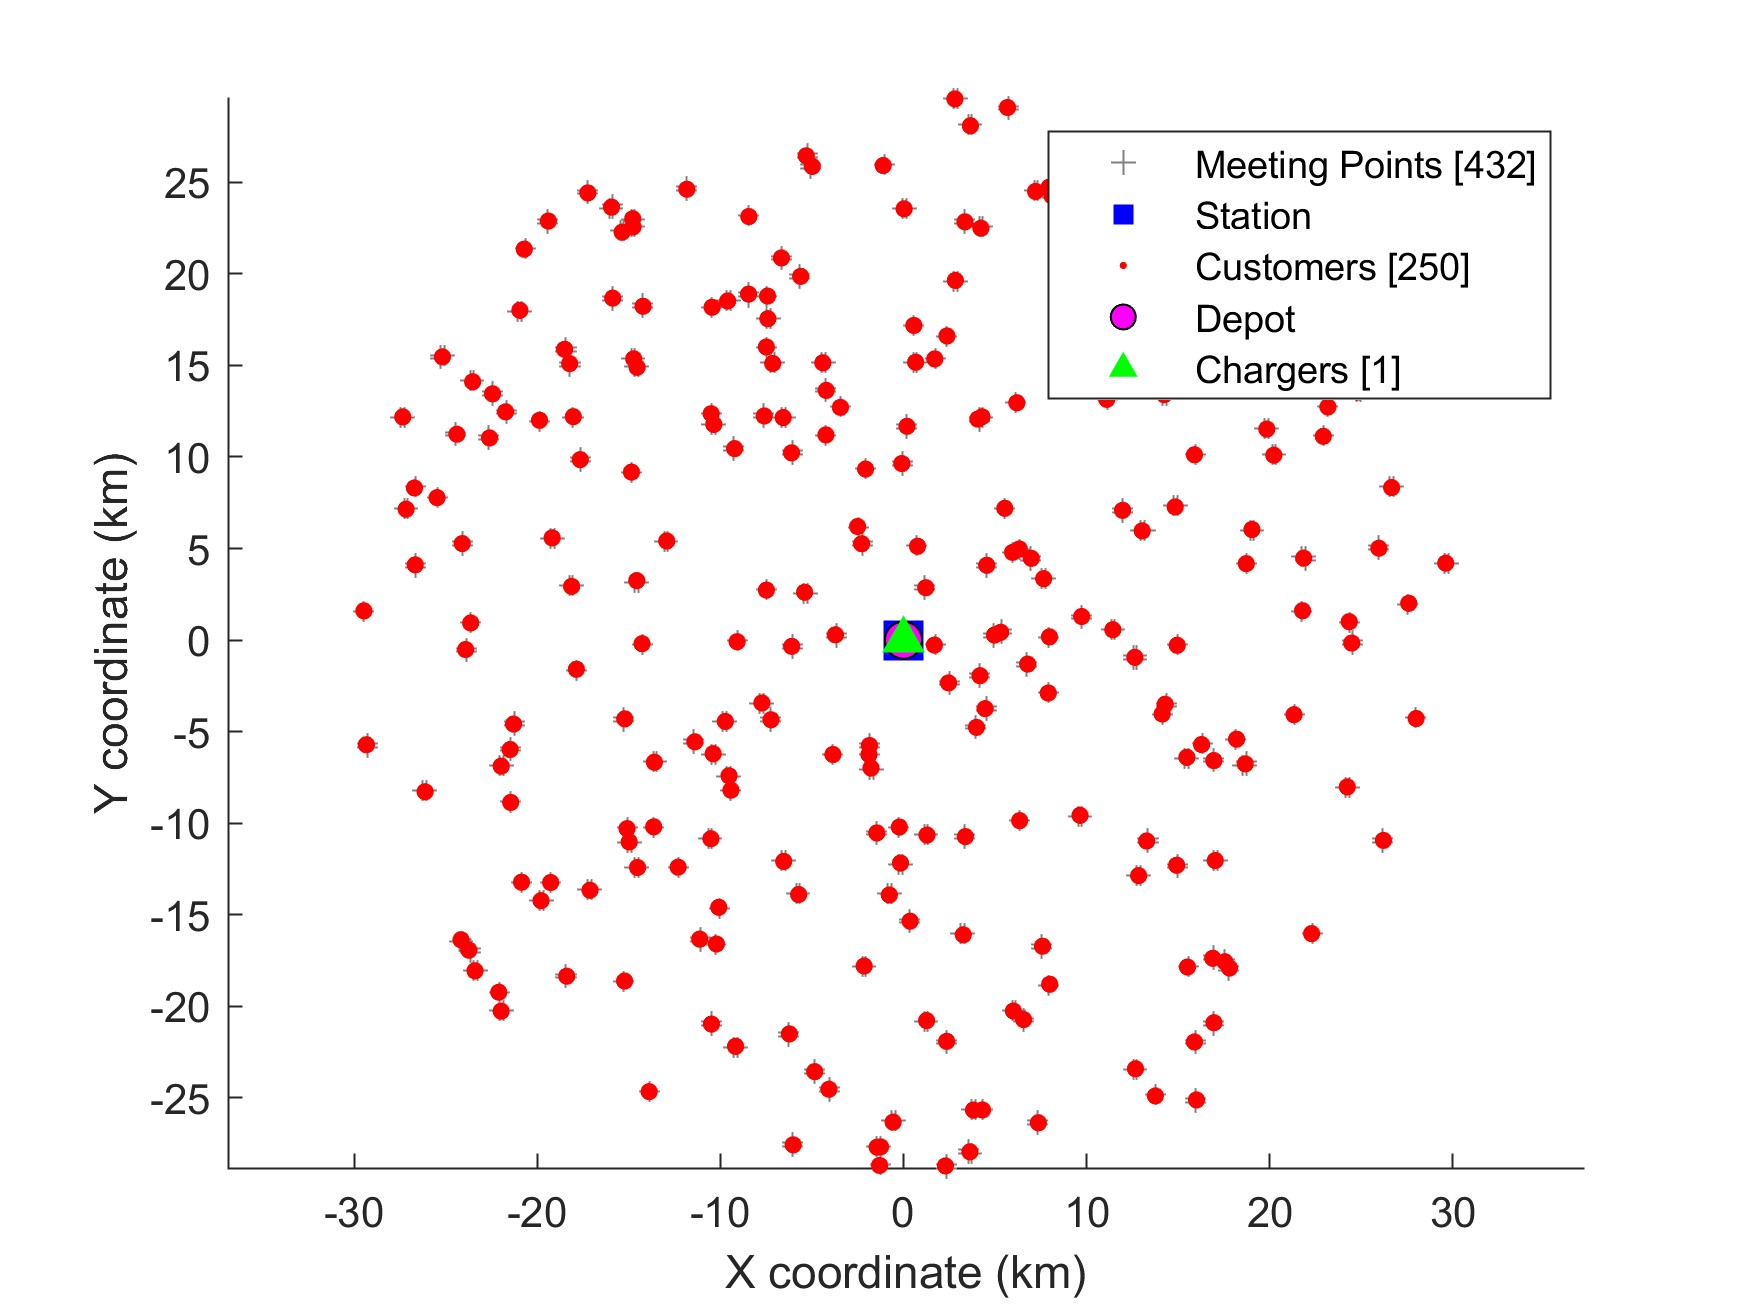 25
20
15
10
5
0
-5
-10
-15
-20
-25
Y coordinate (km)
Meeting Points [432]
Station
Customers [250]
Depot
Chargers [1]
-30
-20
-10
0
10
20
30
X coordinate (km)